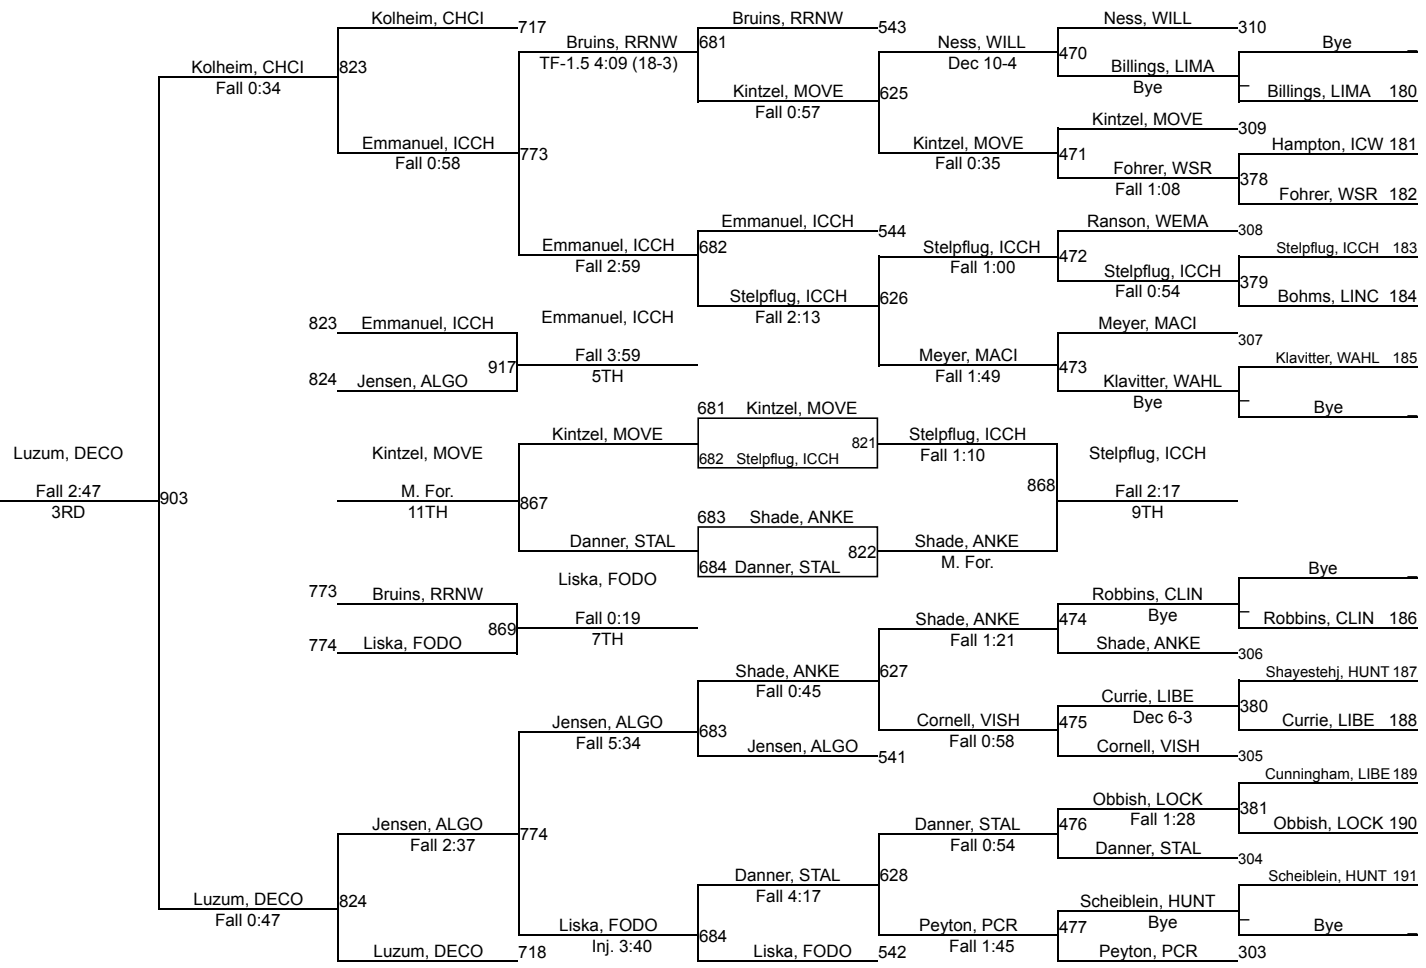 Kolheim, CHCI
717
Bruins, RRNW
543
Ness, WILL
310
Bruins, RRNW
681
Ness, WILL
470
Bye
_
Kolheim, CHCI
823
TF-1.5 4:09 (18-3)
Dec 10-4
Billings, LIMA
Fall 0:34
Kintzel, MOVE
625
Bye
_
Billings, LIMA 180
Fall 0:57
Kintzel, MOVE
309
Emmanuel, ICCH
773
Kintzel, MOVE
471
Hampton, ICW 181
Fall 0:58
Fall 0:35
Fohrer, WSR
378
Fall 1:08
Fohrer, WSR 182
Emmanuel, ICCH
544
Ranson, WEMA
308
Emmanuel, ICCH
682
Stelpflug, ICCH
472
Stelpflug, ICCH 183
Fall 2:59
Fall 1:00
Stelpflug, ICCH
379
Stelpflug, ICCH
626
Fall 0:54
Bohms, LINC 184
823 Emmanuel, ICCH
Emmanuel, ICCH
Fall 2:13
Meyer, MACI
307
917
Fall 3:59
Meyer, MACI
473
Klavitter, WAHL 185
824 Jensen, ALGO
5TH
Fall 1:49
Klavitter, WAHL
Bye
_
Bye
_
681 Kintzel, MOVE
Luzum, DECO
Kintzel, MOVE
Kintzel, MOVE
821
Stelpflug, ICCH
Stelpflug, ICCH
682 Stelpflug, ICCH
Fall 1:10
Fall 2:47
903
M. For.
867
868
Fall 2:17
3RD
11TH
9TH
683 Shade, ANKE
Danner, STAL
822
Shade, ANKE
684 Danner, STAL
M. For.
Liska, FODO
Bye
_
773 Bruins, RRNW
Robbins, CLIN
869
Fall 0:19
Shade, ANKE
474
Bye
_
Robbins, CLIN 186
774 Liska, FODO
7TH
Fall 1:21
Shade, ANKE
306
Shade, ANKE
627
Shayestehj, HUNT 187
Fall 0:45
Currie, LIBE
380
Jensen, ALGO
683
Cornell, VISH
475
Dec 6-3
Currie, LIBE 188
Fall 5:34
Jensen, ALGO
541
Fall 0:58
Cornell, VISH
305
Cunningham, LIBE 189
Obbish, LOCK
381
Jensen, ALGO
774
Danner, STAL
476
Fall 1:28
Obbish, LOCK 190
Fall 2:37
Fall 0:54
Danner, STAL
304
Danner, STAL
628
Scheiblein, HUNT 191
Luzum, DECO
824
Fall 4:17
Scheiblein, HUNT
Fall 0:47
Liska, FODO
684
Peyton, PCR
477
Bye
_
Bye
_
Inj. 3:40
Fall 1:45
Luzum, DECO
718
Liska, FODO
542
Peyton, PCR
303